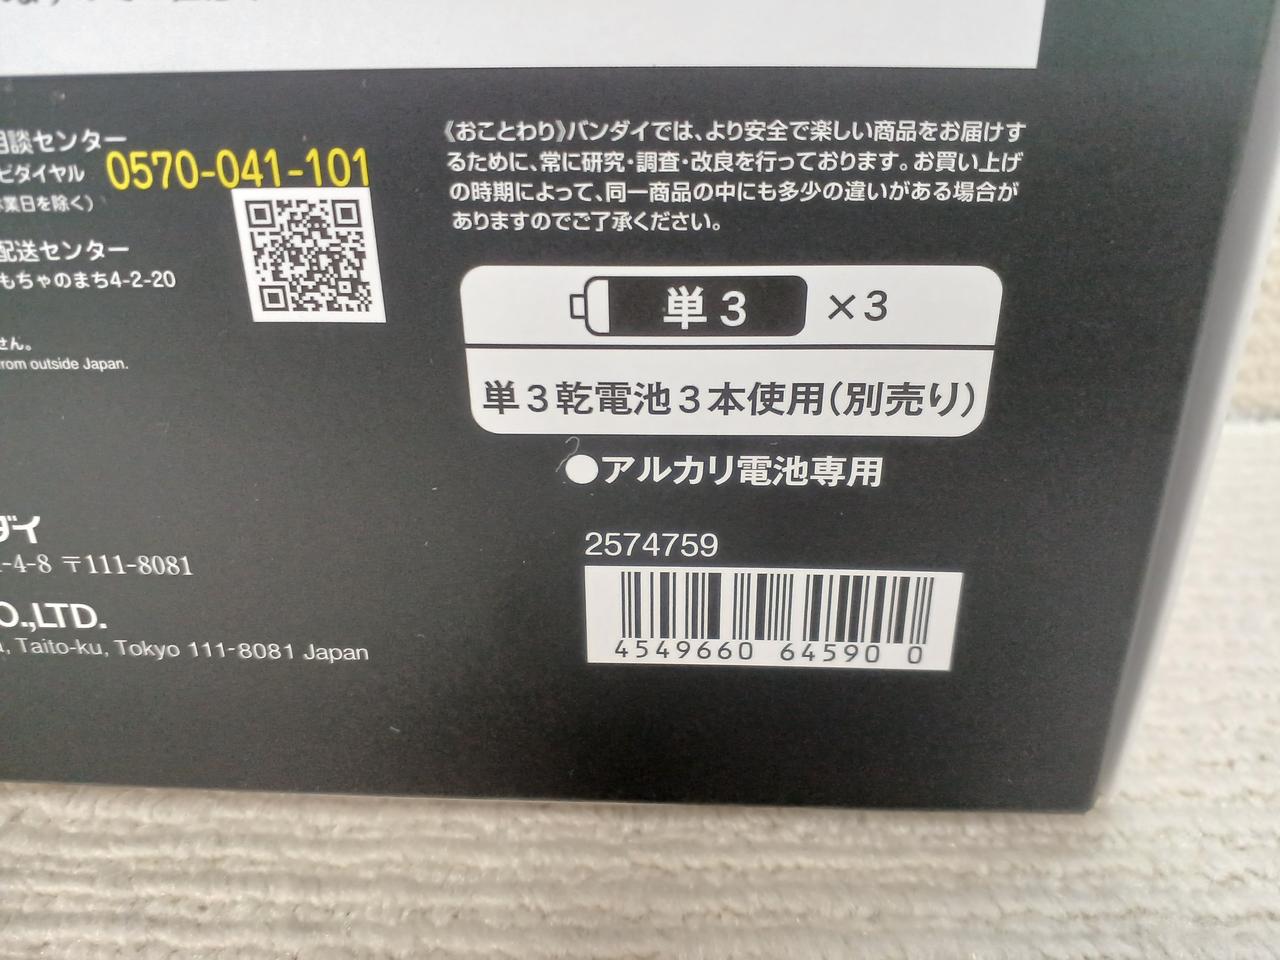 談センター
ビダイヤル 0570-041-101
業日を除く）
配送センター
もちゃのまち4-2-20
せん。
rom outside Japan.
ダイ
-4-8 〒111-8081
O.,LTD.
, Taito-ku, Tokyo 111-8081 Japan
《おことわり》バンダイでは、より安全で楽しい商品をお届けす
るために、常に研究・調査・改良を行っております。お買い上げ
の時期によって、同一商品の中にも多少の違いがある場合が
ありますのでご了承ください。
単3 ×3
単3乾電池3本使用(別売り)
●アルカリ電池専用
2574759
4549660 64590 0